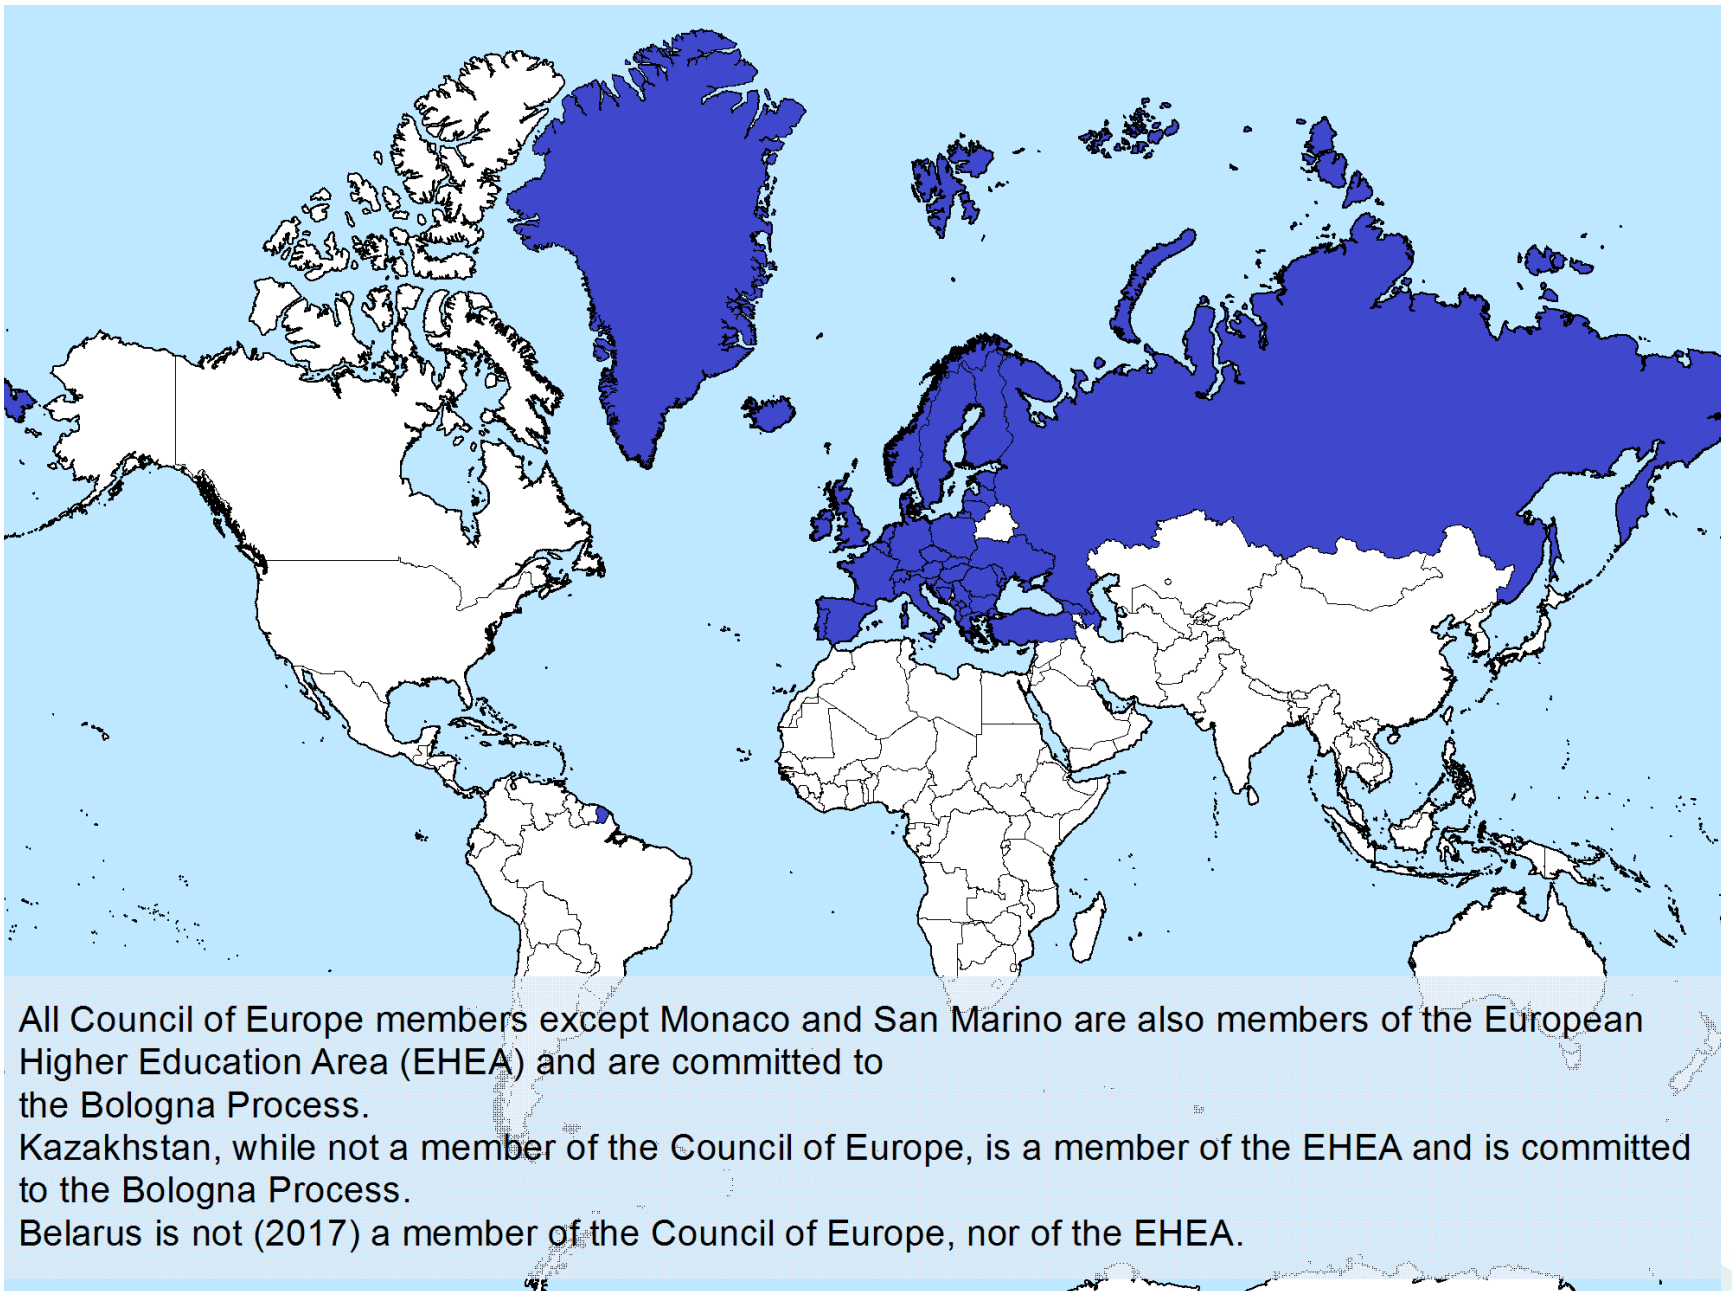 All Council of Europe members except Monaco and San Marino are also members of the European
Higher Education Area (EHEA) and are committed to
the Bologna Process.
Kazakhstan, while not a member of the Council of Europe, is a member of the EHEA and is committed
to the Bologna Process.
Belarus is not (2017) a member of the Council of Europe, nor of the EHEA.